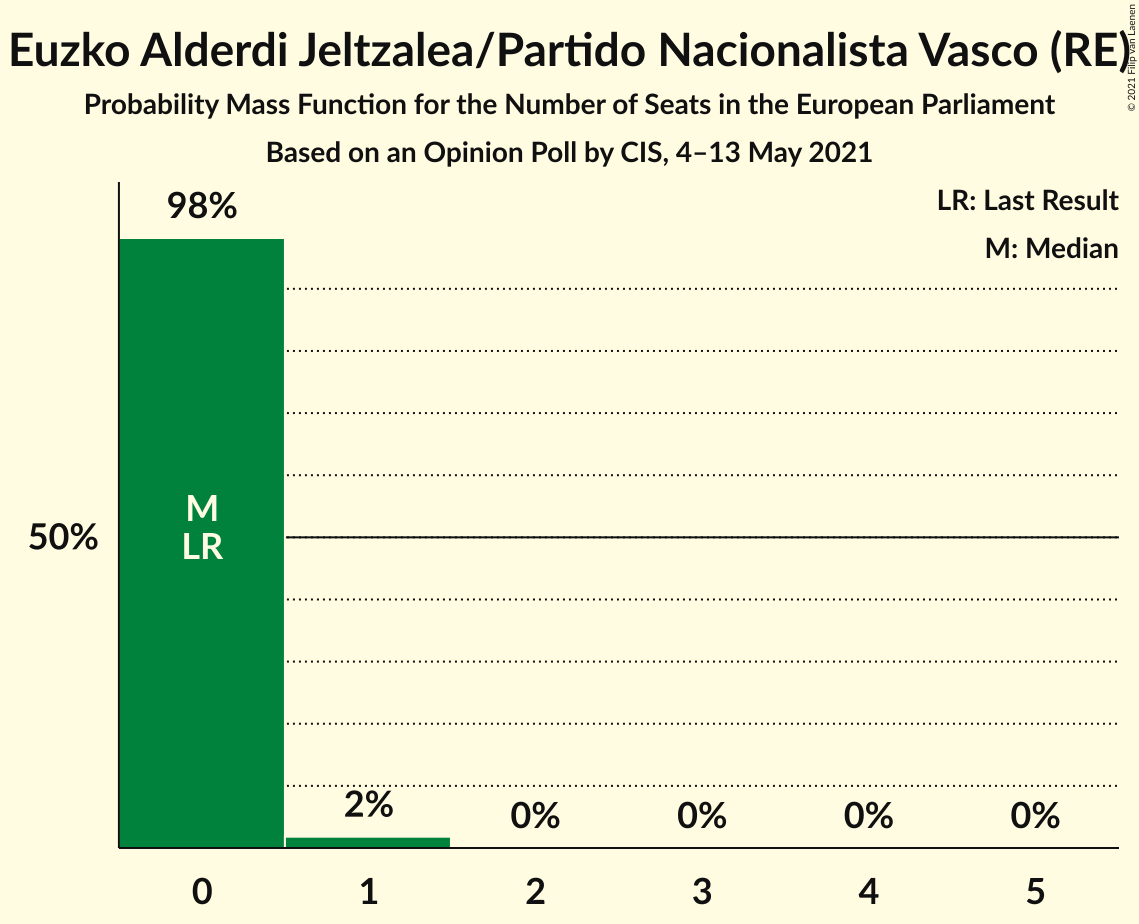 Euzko Alderdi Jeltzalea/Partido Nacionalista Vasco (RE)
© 2021 Filip van Laenen
Probability Mass Function for the Number of Seats in the European Parliament
Based on an Opinion Poll by CIS, 4–13 May 2021
LR: Last Result
M: Median
98%
M
LR
50%
2%
0%
0%
0%
0%
0
1
2
3
4
5